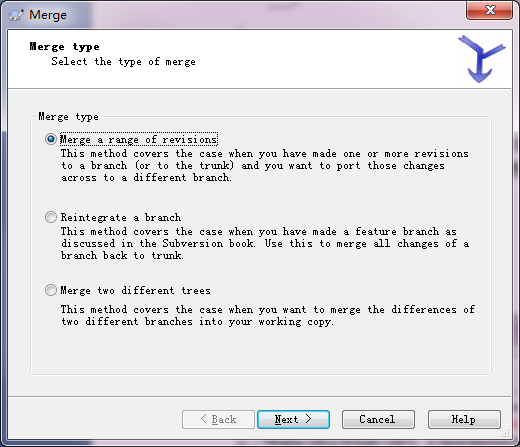 Merge
Merge type
Select the type of merge
Merge type
Merge a range of revisions
This method covers the case when you have made one or more revisions
to a branch (or to the trunk) and you want to port those changes
across to a different branch.
Reintegrate a branch
This method covers the case when you have made a feature branch as
discussed in the Subversion book. Use this to merge all changes of a
branch back to trunk.
Merge two different trees
This method covers the case when you want to merge the differences of
two different branches into your working copy.
< Back
Next >
Cancel
Help